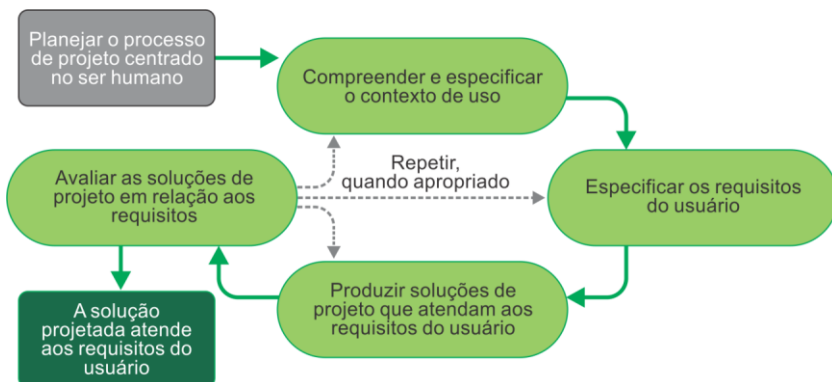 Planejar o processo
de projeto centrado
no ser humano
Compreender e especificar
o contexto de uso
Avaliar as soluções de
projeto em relação aos
requisitos
Repetir,
quando apropriado
Especificar os requisitos
do usuário
Produzir soluções de
projeto que atendam aos
requisitos do usuário
A solução
projetada atende
aos requisitos do
usuário